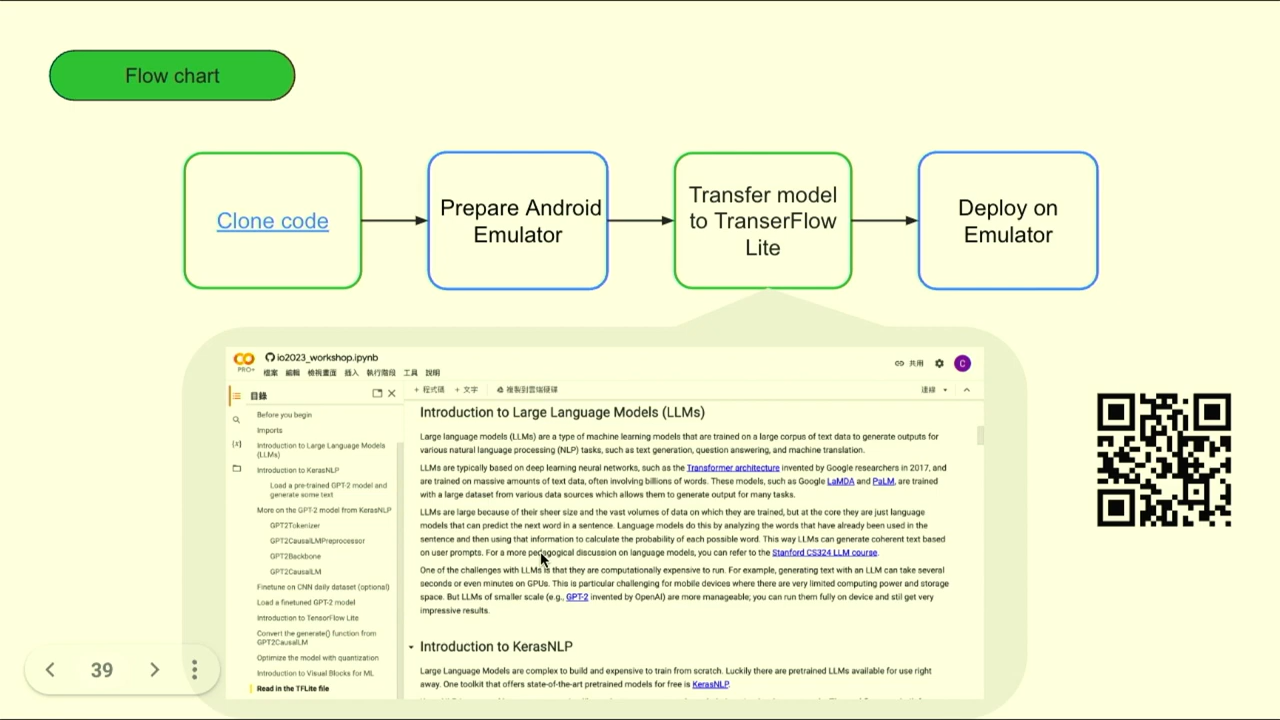 Flow chart
Clone code
Prepare Android
Emulator
Transfer model
to TranserFlow
Lite
Deploy on
Emulator
PRO+
io2023_workshop.ipynb
檔案 編輯 檢視畫面 插入 執行階段 工具 說明
共用
C
目錄
Before you begin
Imports
Introduction to Large Language Models
(LLMs)
Introduction to KerasNLP
Load a pre-trained GPT-2 model and
generate some text
More on the GPT-2 model from KerasNLP
GPT2Tokenizer
GPT2CausalLMPreprocessor
GPT2Backbone
GPT2CausalLM
Finetune on CNN daily dataset (optional)
Load a finetuned GPT-2 model
Introduction to TensorFlow Lite
Convert the generate() function from
GPT2CausalLM
Optimize the model with quantization
Introduction to Visual Blocks for ML
Read in the TFLite file
+ 程式碼 + 文字 複製到雲端硬碟
連線
Introduction to Large Language Models (LLMs)
Large language models (LLMs) are a type of machine learning models that are trained on a large corpus of text data to generate outputs for
various natural language processing (NLP) tasks, such as text generation, question answering, and machine translation.
LLMs are typically based on deep learning neural networks, such as the Transformer architecture invented by Google researchers in 2017, and
are trained on massive amounts of text data, often involving billions of words. These models, such as Google LaMDA and PaLM, are trained
with a large dataset from various data sources which allows them to generate output for many tasks.
LLMs are large because of their sheer size and the vast volumes of data on which they are trained, but at the core they are just language
models that can predict the next word in a sentence. Language models do this by analyzing the words that have already been used in the
sentence and then using that information to calculate the probability of each possible word. This way LLMs can generate coherent text based
on user prompts. For a more pedagogical discussion on language models, you can refer to the Stanford CS324 LLM course.
One of the challenges with LLMs is that they are computationally expensive to run. For example, generating text with an LLM can take several
seconds or even minutes on GPUs. This is particular challenging for mobile devices where there are very limited computing power and storage
space. But LLMs of smaller scale (e.g., GPT-2 invented by OpenAI) are more manageable; you can run them fully on device and stil get very
impressive results.
Introduction to KerasNLP
Large Language Models are complex to build and expensive to train from scratch. Luckily there are pretrained LLMs available for use right
away. One toolkit that offers state-of-the-art pretrained models for free is KerasNLP.
39